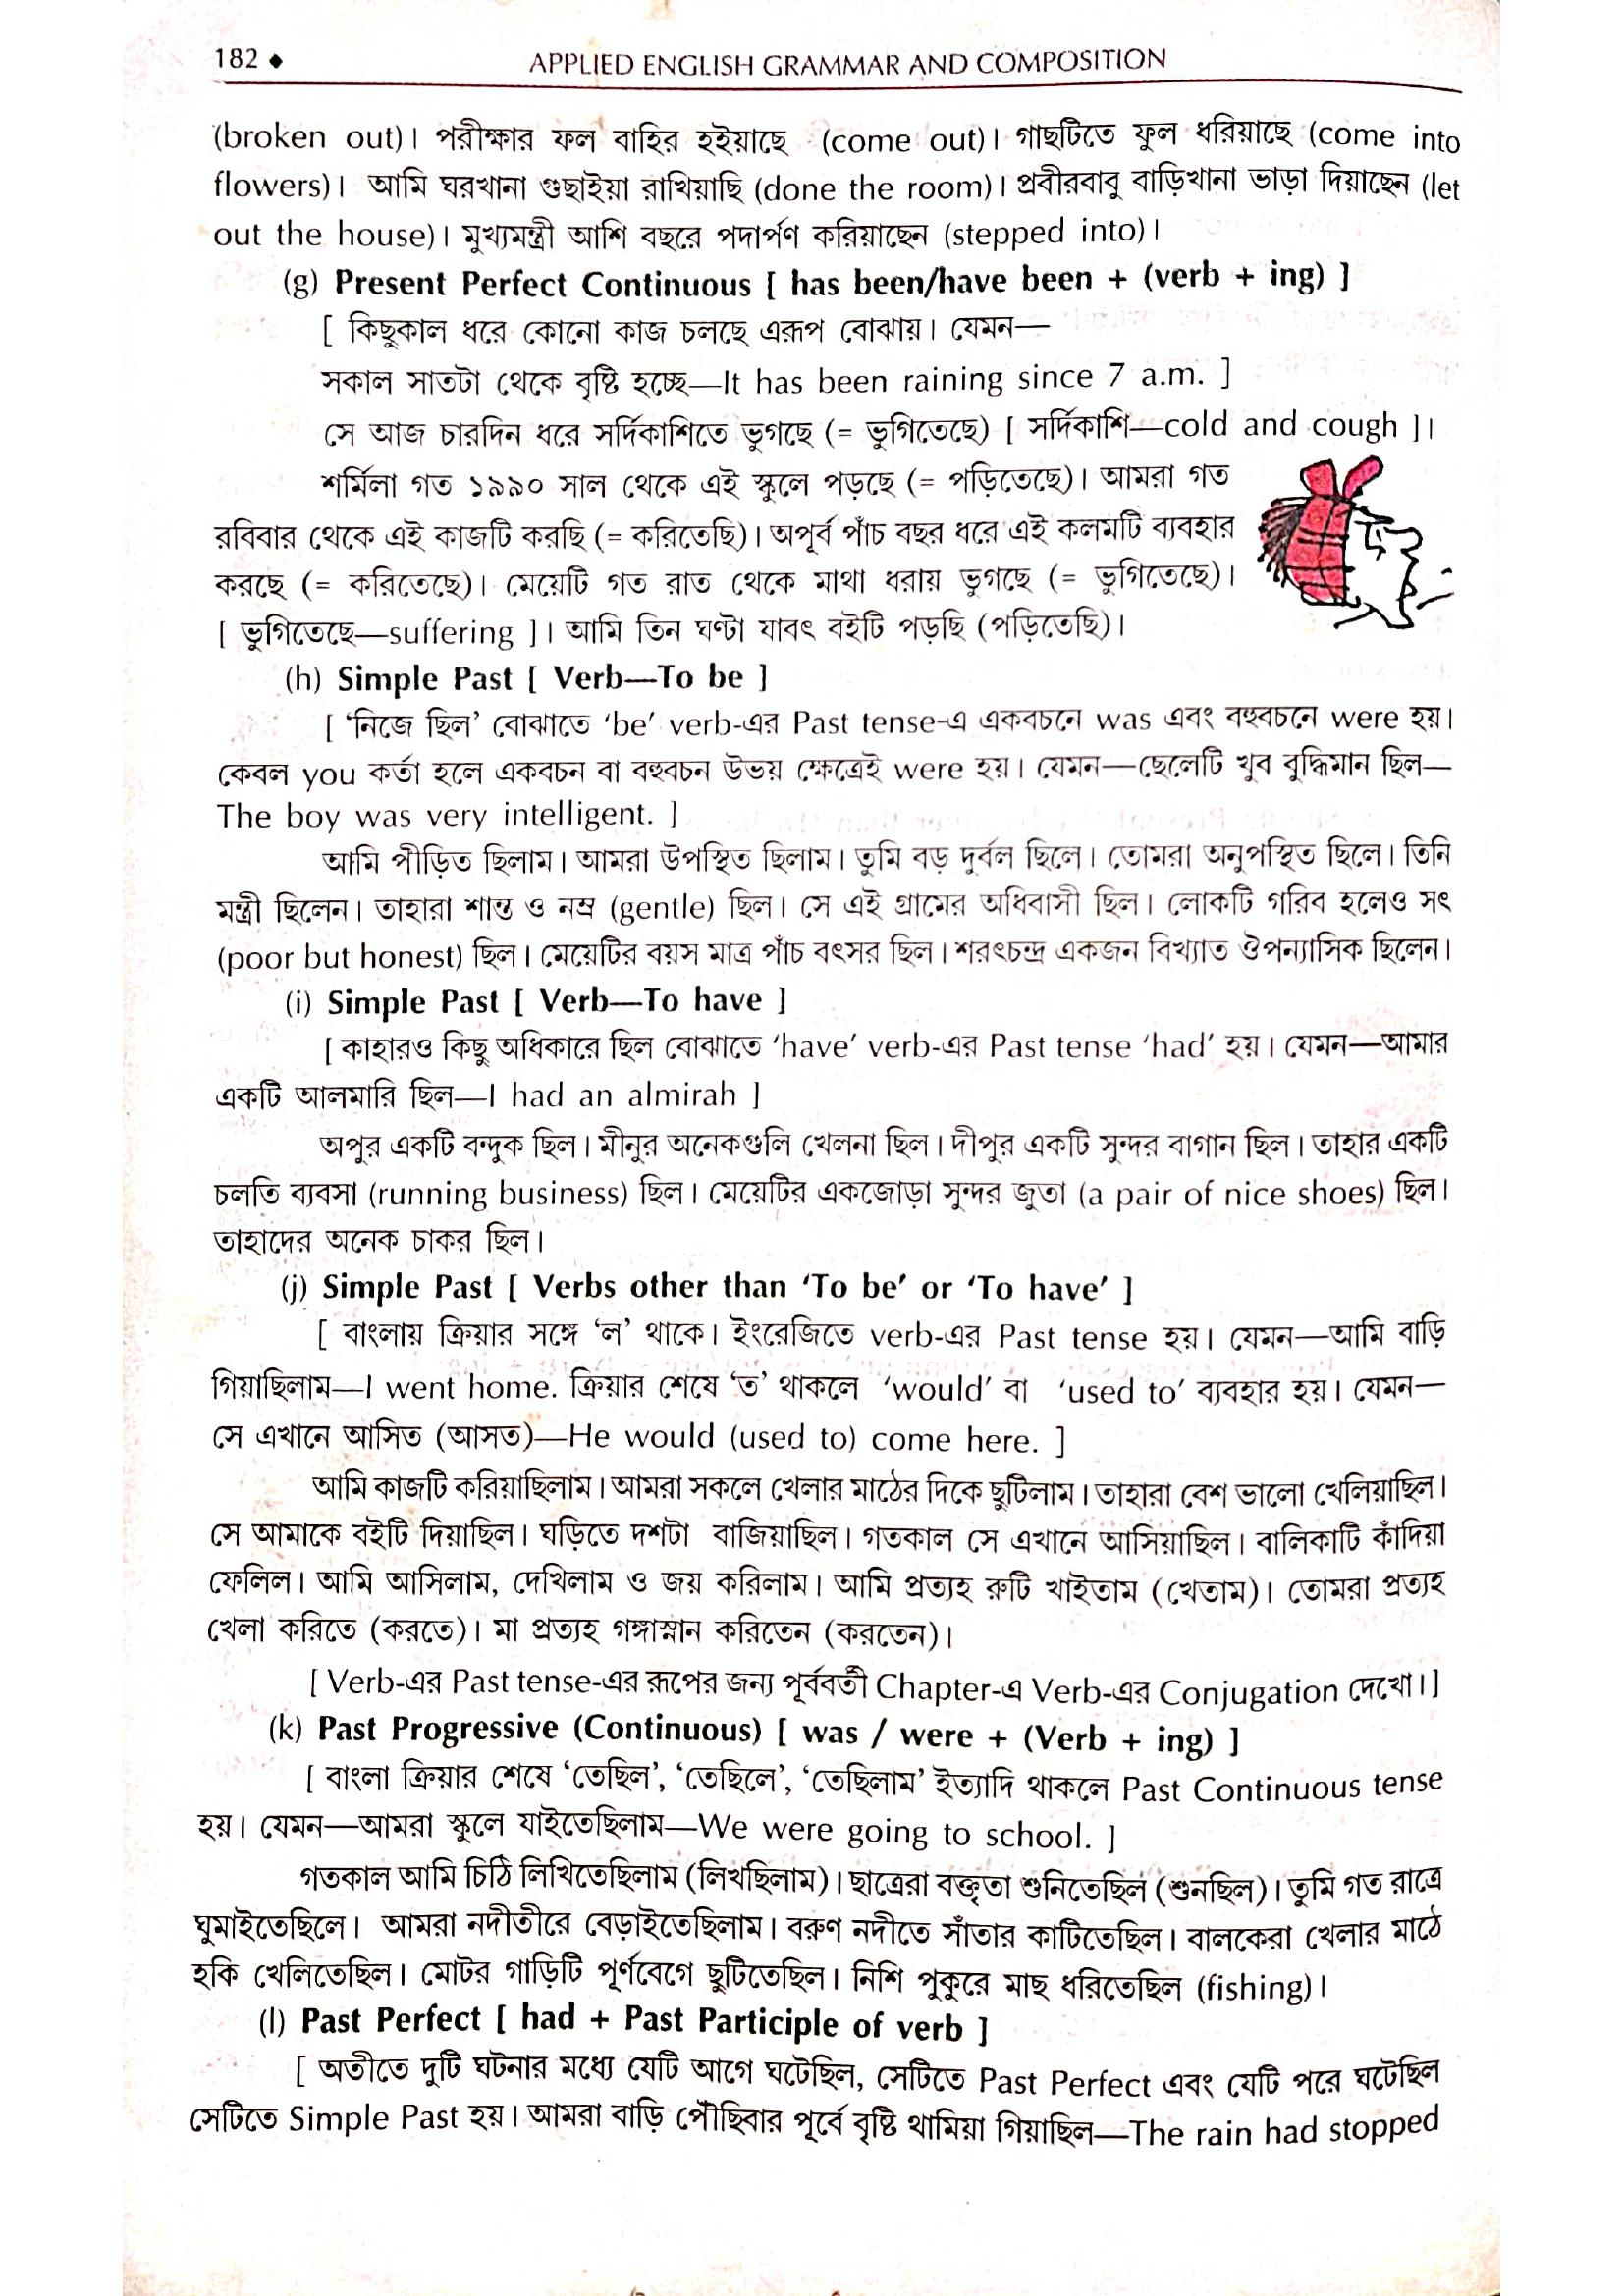 182 ◆ APPLIED ENGLISH GRAMMAR AND COMPOSITION
(broken out)। পরীক্ষার ফল বাহির হইয়াছে (come out)। গাছটিতে ফুল ধরিয়াছে (come into
flowers)। আমি ঘরখানা গুছাইয়া রাখিয়াছি (done the room)। প্রবীরবাবু বাড়িখানা ভাড়া দিয়াছেন (let
out the house)। মুখ্যমন্ত্রী আশি বছরে পদার্পণ করিয়াছেন (stepped into)।
(g) Present Perfect Continuous [ has been/have been + (verb + ing) ]
[ কিছুকাল ধরে কোনো কাজ চলছে এরূপ বোঝায়। যেমন—
সকাল সাতটা থেকে বৃষ্টি হচ্ছে—It has been raining since 7 a.m. ]
সে আজ চারদিন ধরে সর্দিকাশিতে ভুগছে (= ভুগিতেছে) [ সর্দিকাশি—cold and cough ]।
শর্মিলা গত ১৯৯০ সাল থেকে এই স্কুলে পড়ছে (= পড়িতেছে)। আমরা গত
রবিবার থেকে এই কাজটি করছি (= করিতেছি)। অপূর্ব পাঁচ বছর ধরে এই কলমটি ব্যবহার
করছে (= করিতেছে)। মেয়েটি গত রাত থেকে মাথা ধরায় ভুগছে (= ভুগিতেছে)।
[ ভুগিতেছে—suffering ]। আমি তিন ঘণ্টা যাবৎ বইটি পড়ছি (পড়িতেছি)।
(h) Simple Past [ Verb—To be ]
[ ‘নিজে ছিল’ বোঝাতে ‘be’ verb-এর Past tense-এ একবচনে was এবং বহুবচনে were হয়।
কেবল you কর্তা হলে একবচন বা বহুবচন উভয় ক্ষেত্রেই were হয়। যেমন—ছেলেটি খুব বুদ্ধিমান ছিল—
The boy was very intelligent. ]
আমি পীড়িত ছিলাম। আমরা উপস্থিত ছিলাম। তুমি বড় দুর্বল ছিলে। তোমরা অনুপস্থিত ছিলে। তিনি
মন্ত্রী ছিলেন। তাহারা শান্ত ও নম্র (gentle) ছিল। সে এই গ্রামের অধিবাসী ছিল। লোকটি গরিব হলেও সৎ
(poor but honest) ছিল। মেয়েটির বয়স মাত্র পাঁচ বৎসর ছিল। শরৎচন্দ্র একজন বিখ্যাত ঔপন্যাসিক ছিলেন।
(i) Simple Past [ Verb—To have ]
[ কাহারও কিছু অধিকারে ছিল বোঝাতে ‘have’ verb-এর Past tense ‘had’ হয়। যেমন—আমার
একটি আলমারি ছিল—I had an almirah ]
অপুর একটি বন্দুক ছিল। মীনুর অনেকগুলি খেলনা ছিল। দীপুর একটি সুন্দর বাগান ছিল। তাহার একটি
চলতি ব্যবসা (running business) ছিল। মেয়েটির একজোড়া সুন্দর জুতা (a pair of nice shoes) ছিল।
তাহাদের অনেক চাকর ছিল।
(j) Simple Past [ Verbs other than ‘To be’ or ‘To have’ ]
[ বাংলায় ক্রিয়ার সঙ্গে ‘ল’ থাকে। ইংরেজিতে verb-এর Past tense হয়। যেমন—আমি বাড়ি
গিয়াছিলাম—I went home. ক্রিয়ার শেষে ‘ত’ থাকলে ‘would’ বা ‘used to’ ব্যবহার হয়। যেমন—
সে এখানে আসিত (আসত)—He would (used to) come here. ]
আমি কাজটি করিয়াছিলাম। আমরা সকলে খেলার মাঠের দিকে ছুটিলাম। তাহারা বেশ ভালো খেলিয়াছিল।
সে আমাকে বইটি দিয়াছিল। ঘড়িতে দশটা বাজিয়াছিল। গতকাল সে এখানে আসিয়াছিল। বালিকাটি কাঁদিয়া
ফেলিল। আমি আসিলাম, দেখিলাম ও জয় করিলাম। আমি প্রত্যহ রুটি খাইতাম (খেতাম)। তোমরা প্রত্যহ
খেলা করিতে (করতে)। মা প্রত্যহ গঙ্গাস্নান করিতেন (করতেন)।
[ Verb-এর Past tense-এর রূপের জন্য পূর্ববর্তী Chapter-এ Verb-এর Conjugation দেখো।]
(k) Past Progressive (Continuous) [ was / were + (Verb + ing) ]
[ বাংলা ক্রিয়ার শেষে ‘তেছিল’, ‘তেছিলে’, ‘তেছিলাম’ ইত্যাদি থাকলে Past Continuous tense
হয়। যেমন—আমরা স্কুলে যাইতেছিলাম—We were going to school. ]
গতকাল আমি চিঠি লিখিতেছিলাম (লিখছিলাম)। ছাত্রেরা বক্তৃতা শুনিতেছিল (শুনছিল)। তুমি গত রাত্রে
ঘুমাইতেছিলে। আমরা নদীতীরে বেড়াইতেছিলাম। বরুণ নদীতে সাঁতার কাটিতেছিল। বালকেরা খেলার মাঠে
হকি খেলিতেছিল। মোটর গাড়িটি পূর্ণবেগে ছুটিতেছিল। নিশি পুকুরে মাছ ধরিতেছিল (fishing)।
(l) Past Perfect [ had + Past Participle of verb ]
[ অতীতে দুটি ঘটনার মধ্যে যেটি আগে ঘটেছিল, সেটিতে Past Perfect এবং যেটি পরে ঘটেছিল
সেটিতে Simple Past হয়। আমরা বাড়ি পৌঁছিবার পূর্বে বৃষ্টি থামিয়া গিয়াছিল—The rain had stopped